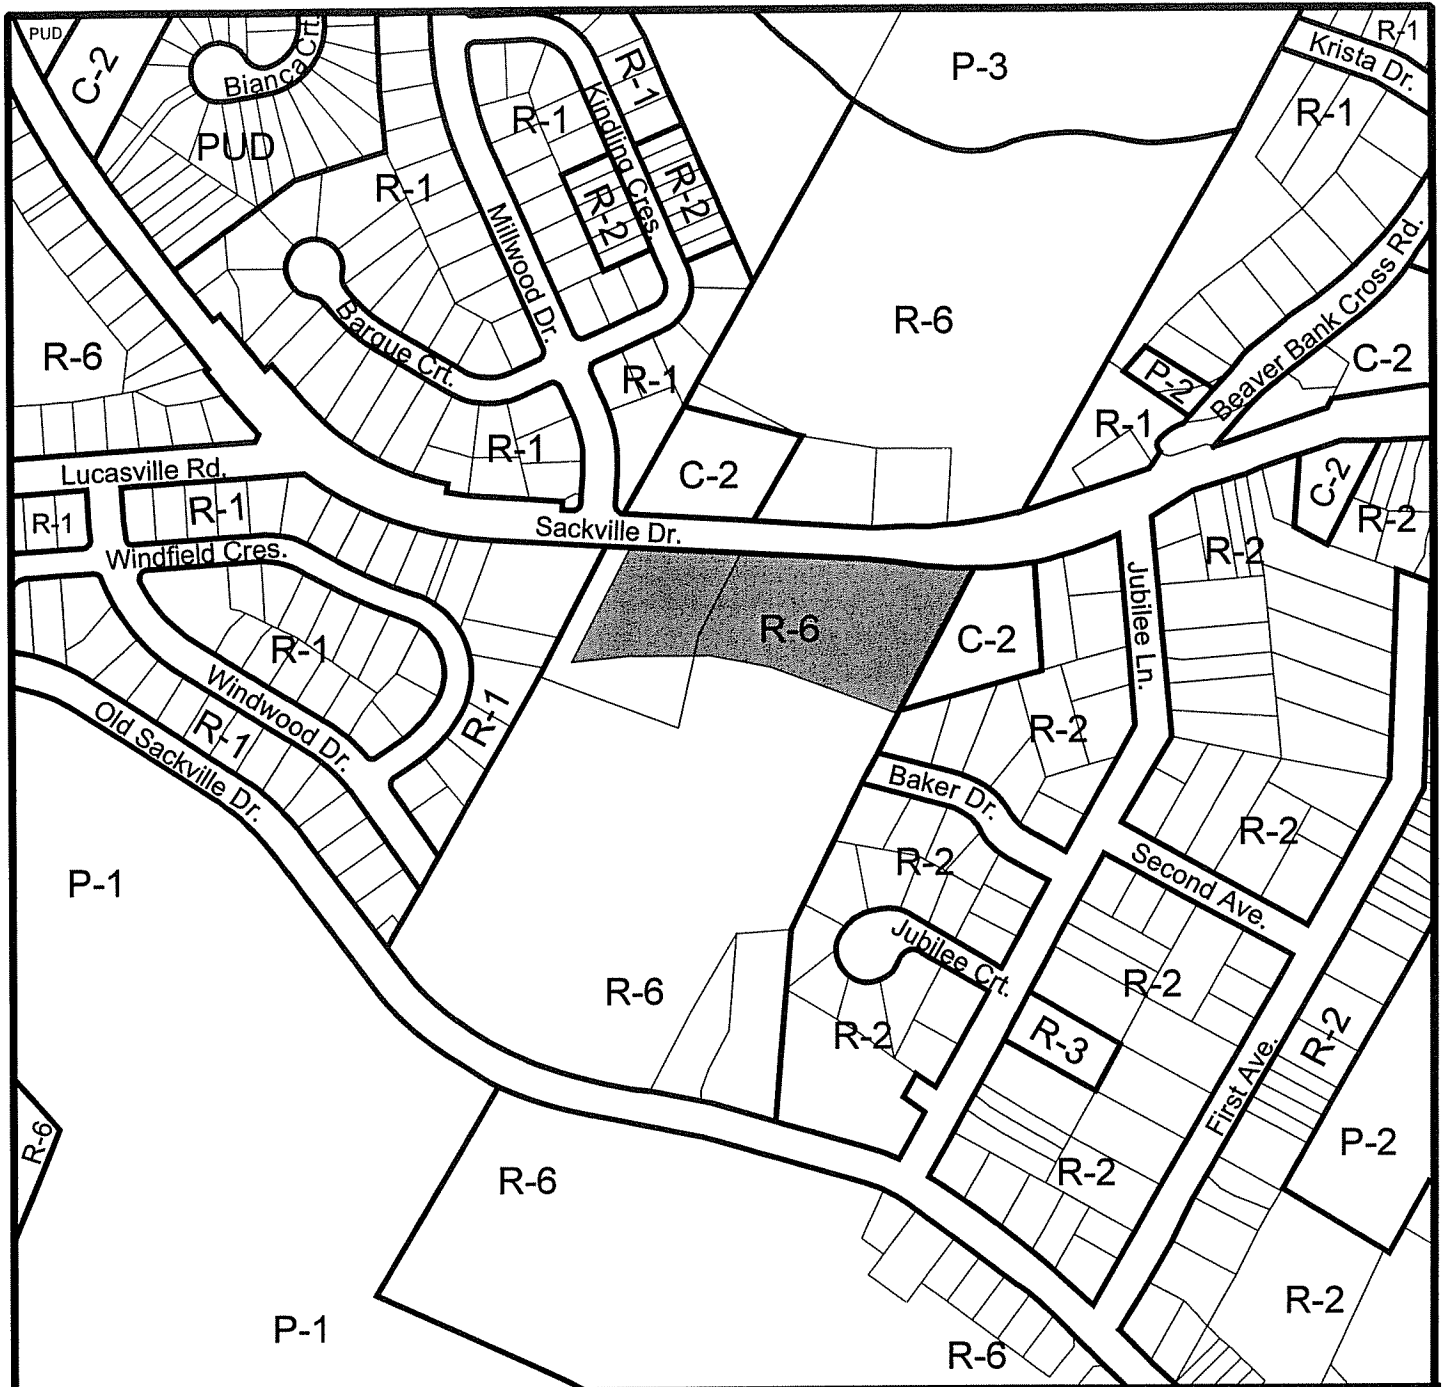 PUD
C-2
Bianca Crt.
PUD
R-1
R-1
Kindling Cres.
R-1
R-2
R-2
Millwood Dr.
P-3
R-1
Krista Dr.
R-1
Beaver Bank Cross Rd.
C-2
R-6
Barque Crt.
R-6
R-1
P-2
R-1
R-1
C-2
Lucasville Rd.
Sackville Dr.
C-2
R-2
R-1
R-1
Windfield Cres.
R-2
Jubilee Ln.
R-6
C-2
R-1
Windwood Dr.
R-1
R-1
Old Sackville Dr.
R-2
Baker Dr.
R-2
R-2
Second Ave.
P-1
Jubilee Crt.
R-6
R-2
R-2
R-3
R-2
First Ave.
R-6
R-6
R-2
P-2
P-1
R-6
R-2